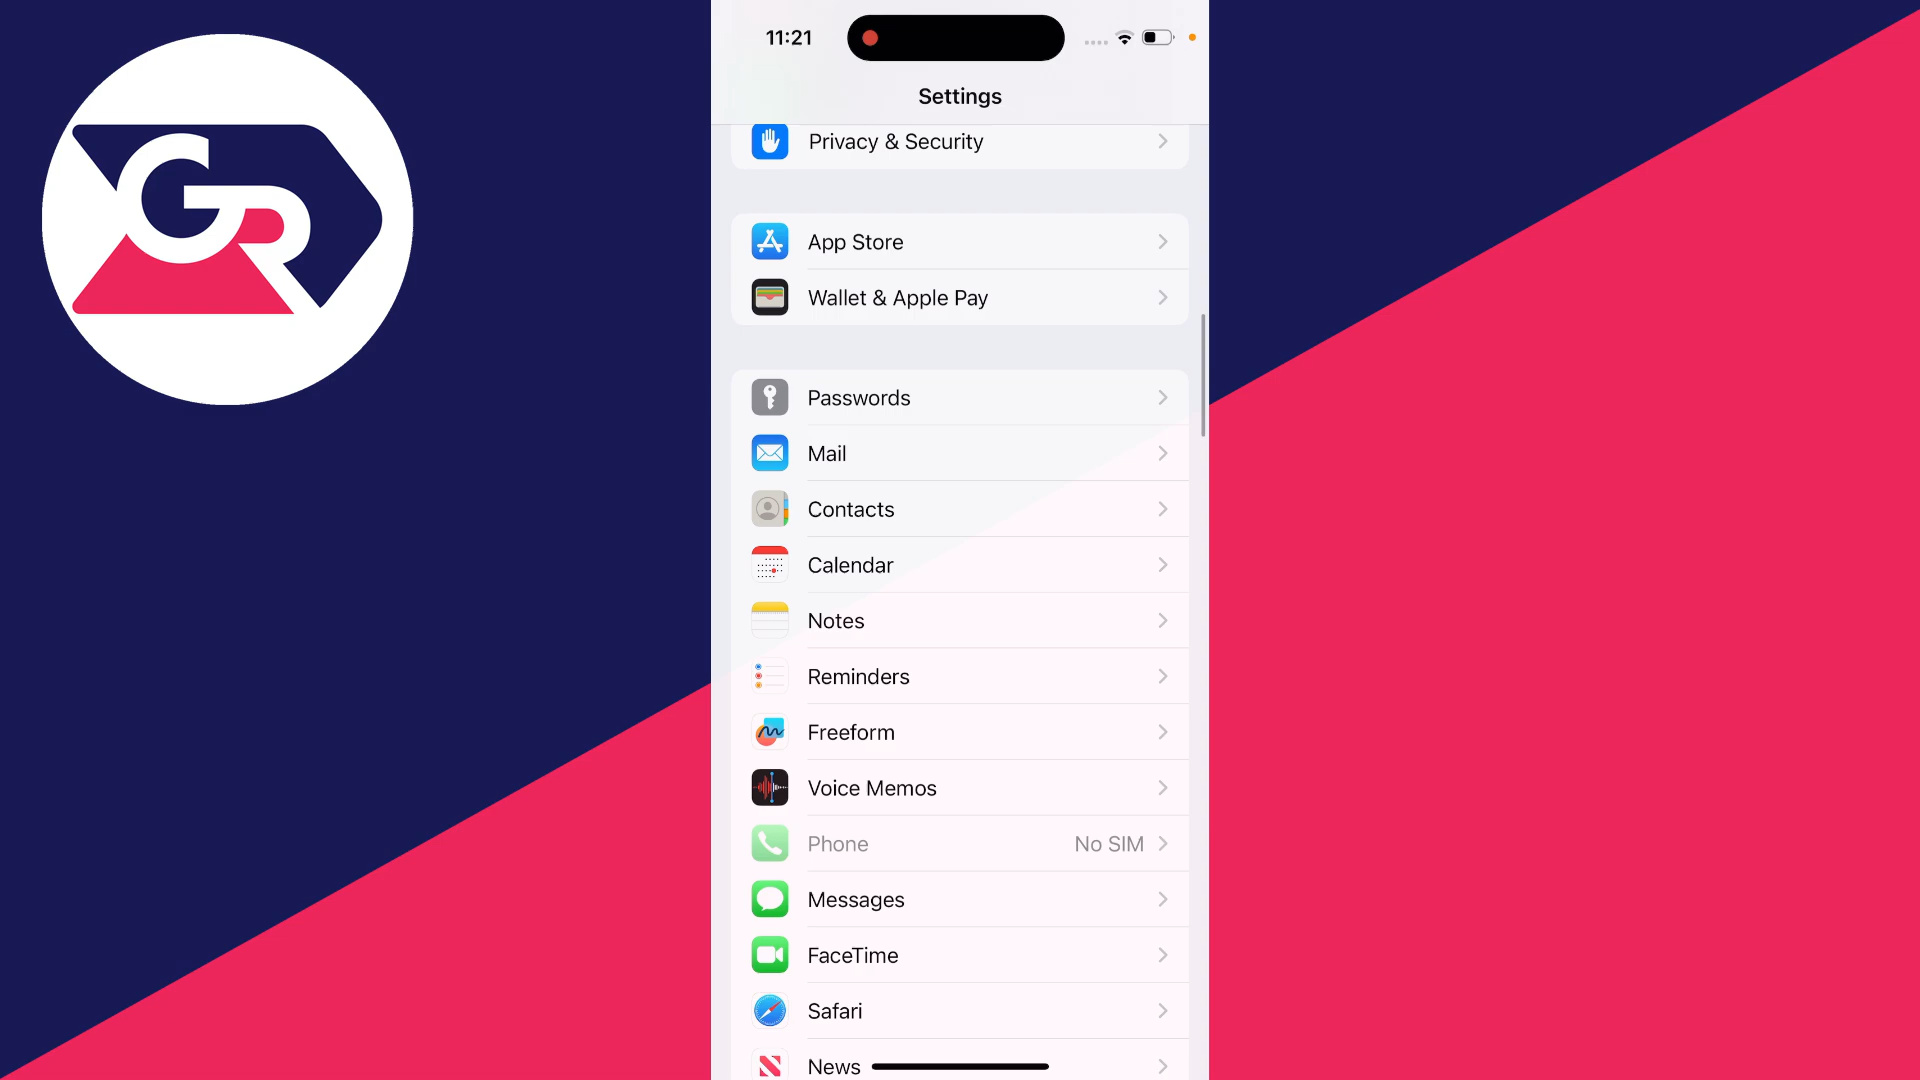 GR
11:21
Settings
Privacy & Security
App Store
Wallet & Apple Pay
Passwords
Mail
Contacts
Calendar
Notes
Reminders
Freeform
Voice Memos
Phone No SIM
Messages
FaceTime
Safari
News